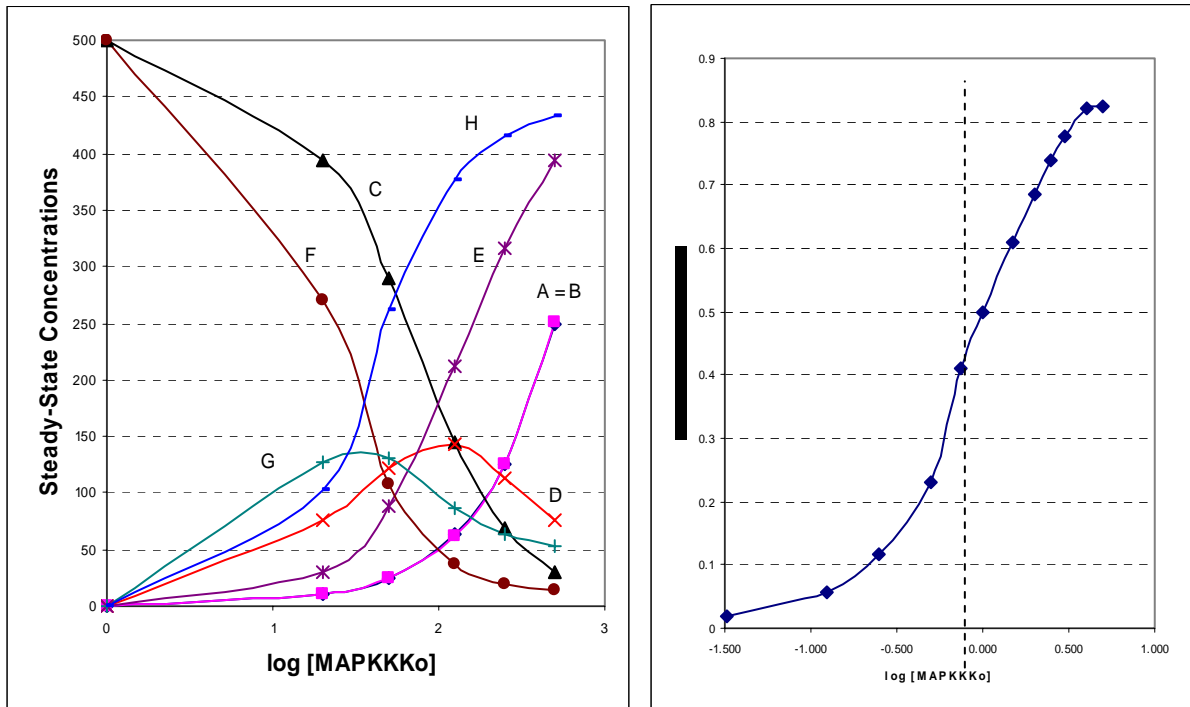 500
450
400
350
300
250
200
150
100
50
0
Steady-State Concentrations
H
C
F
E
A = B
G
D
0 1 2 3
log [MAPKKKo]
0.9
0.8
0.7
0.6
0.5
0.4
0.3
0.2
0.1
0
-1.500 -1.000 -0.500 0.000 0.500 1.000
log [MAPKKKo]